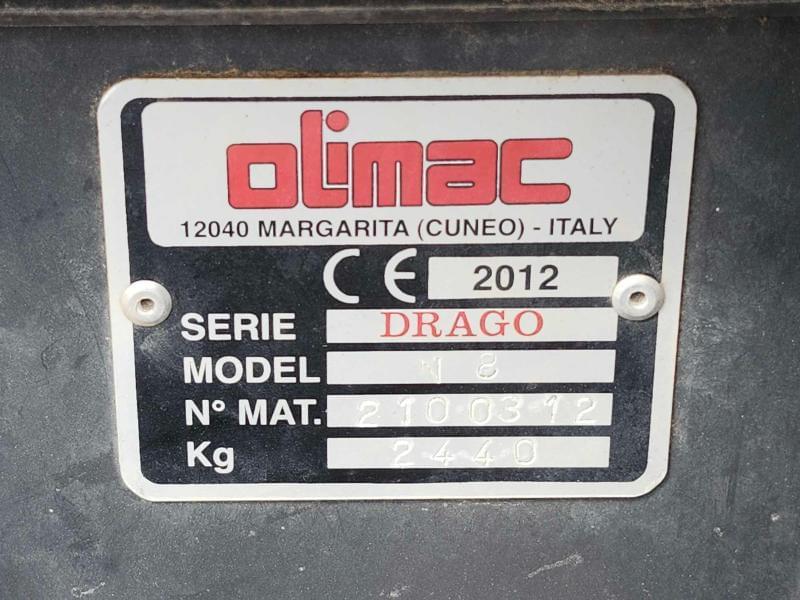 olimac
12040 MARGARITA (CUNEO) - ITALY
CE 2012
SERIE DRAGO
MODEL N 8
N° MAT. 2100312
Kg 2440